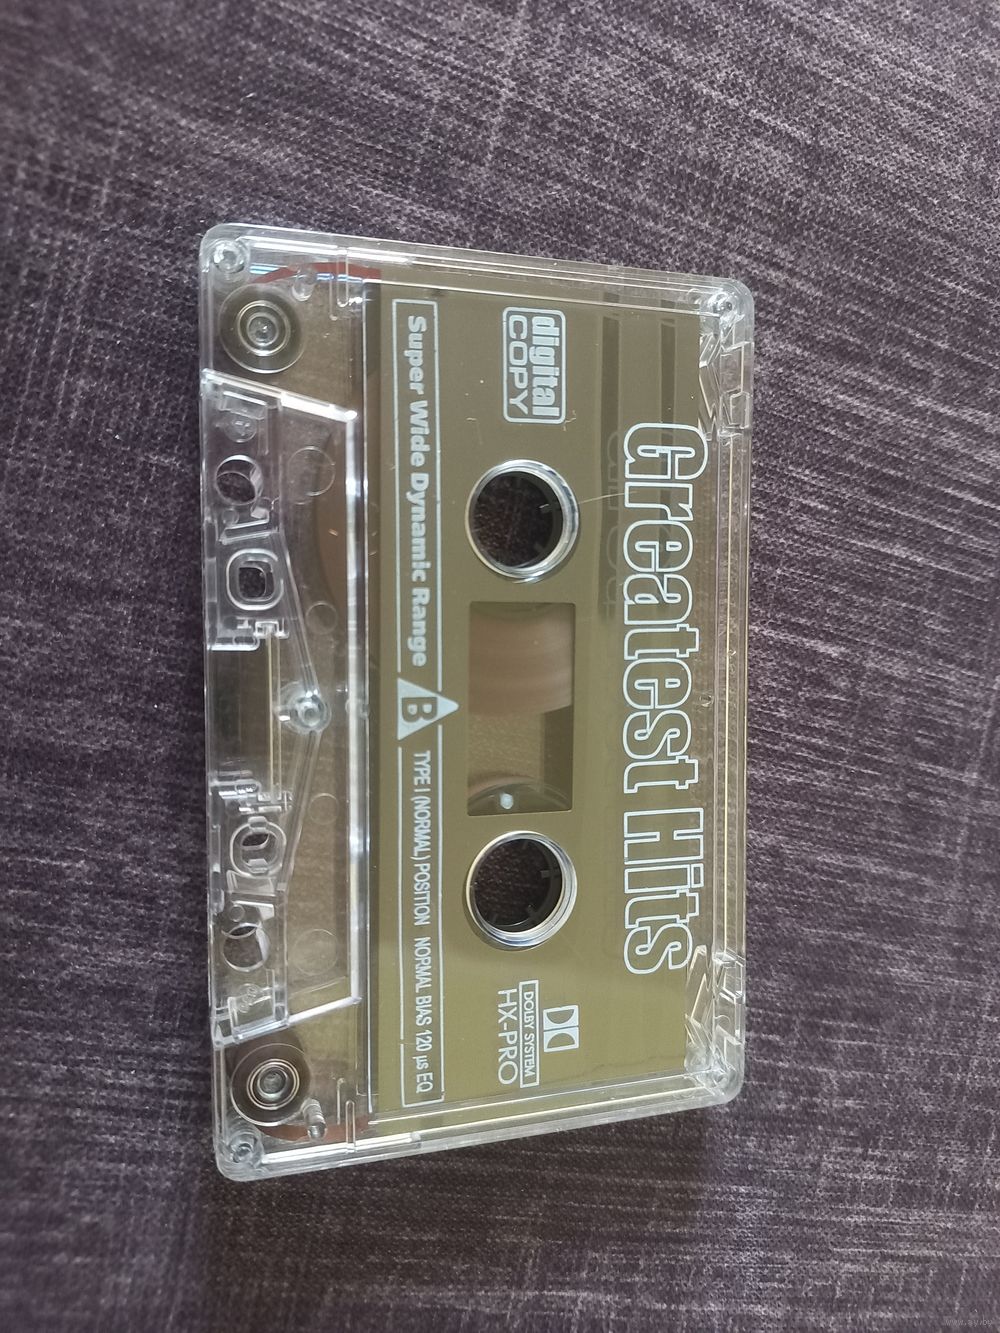 Greatest Hits
digital
COPY
DOLBY SYSTEM
HX-PRO
Super Wide Dynamic Range
B
TYPE I (NORMAL) POSITION NORMAL BIAS 120 µs EQ